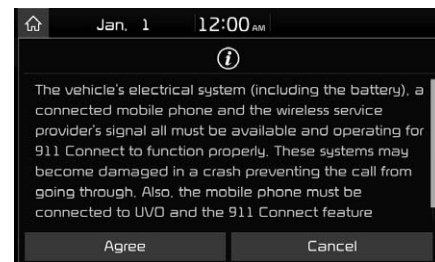 Jan. 1 12:00 AM
The vehicle's electrical system (including the battery), a
connected mobile phone and the wireless service
provider's signal all must be available and operating for
911 Connect to function properly. These systems may
become damaged in a crash preventing the call from
going through. Also, the mobile phone must be
connected to UVO and the 911 Connect feature
Agree Cancel